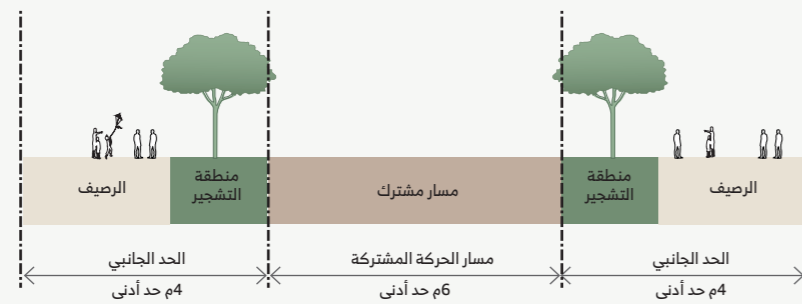 الرصيف
منطقة
التشجير
مسار مشترك
منطقة
التشجير
الرصيف
الحد الجانبي
مسار الحركة المشتركة
الحد الجانبي
4م حد أدنى
6م حد أدنى
4م حد أدنى